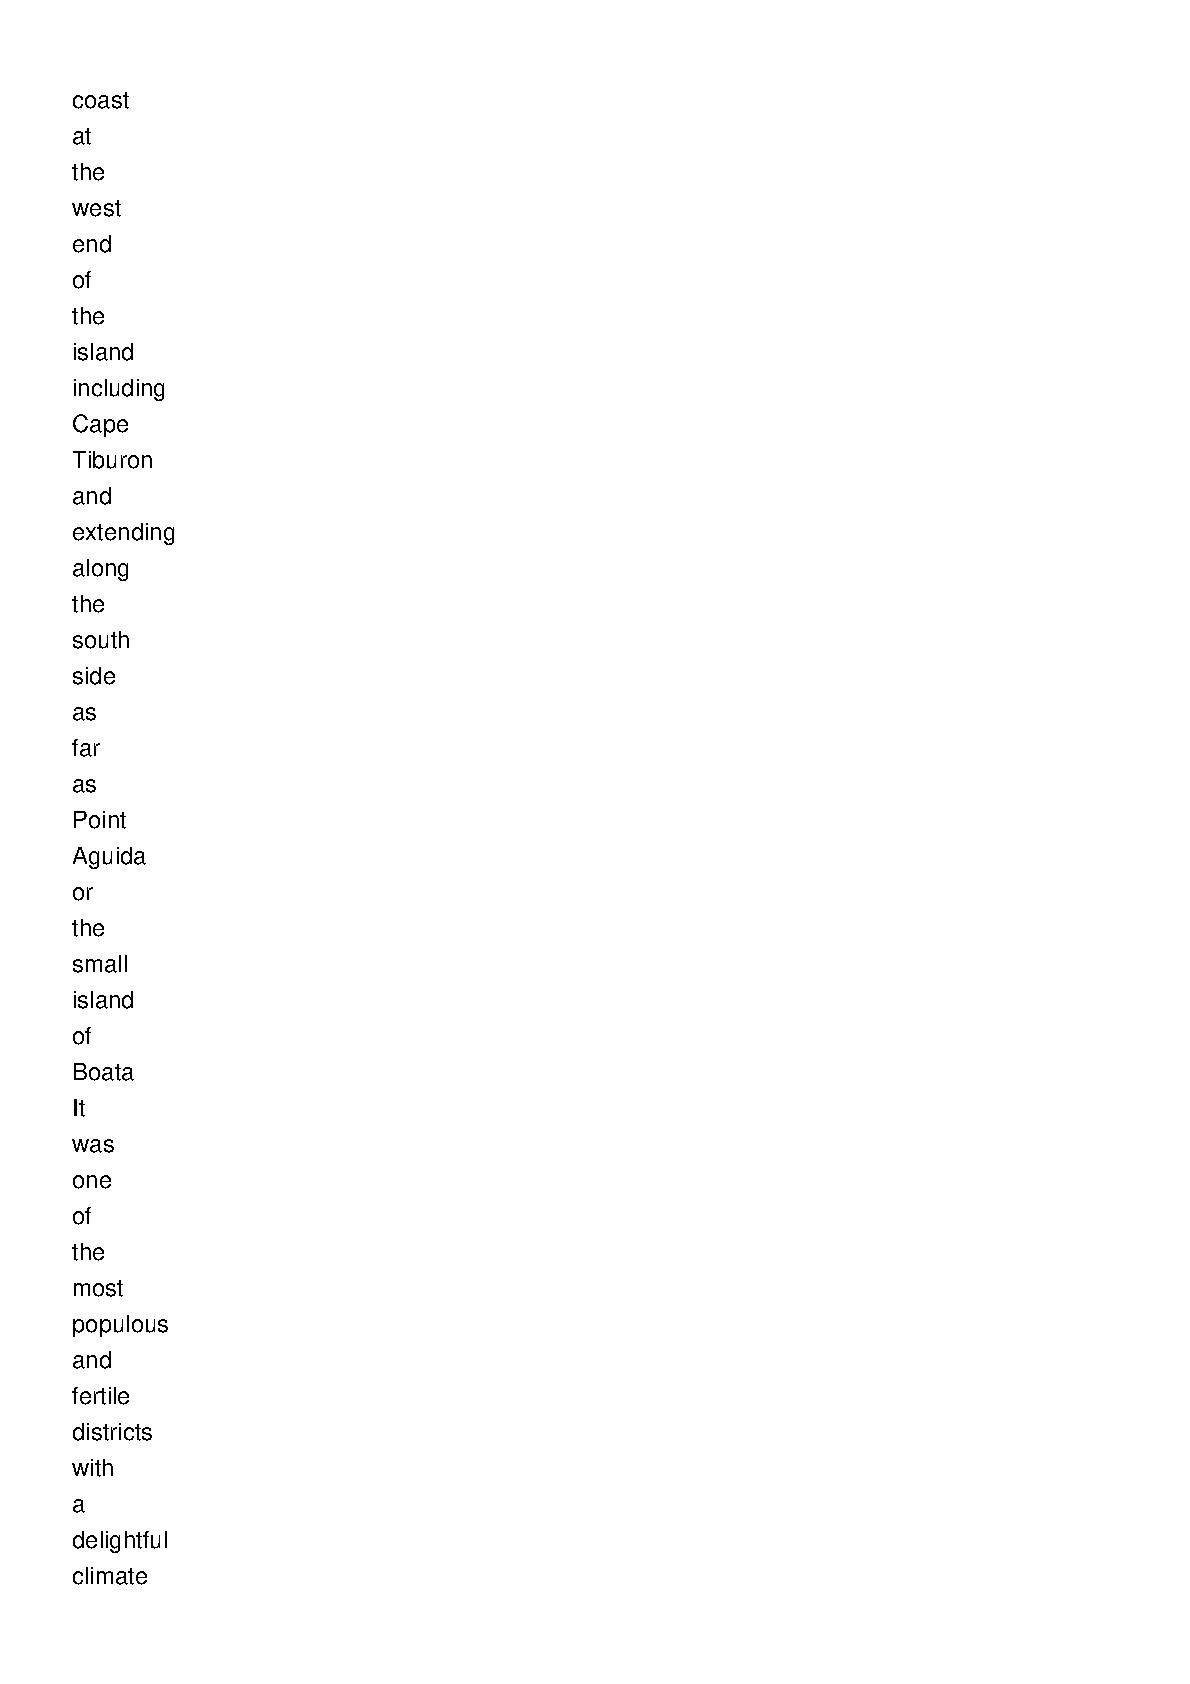 coast
at
the
west
end
of
the
island
including
Cape
Tiburon
and
extending
along
the
south
side
as
far
as
Point
Aguida
or
the
small
island
of
Boata
It
was
one
of
the
most
populous
and
fertile
districts
with
a
delightful
climate